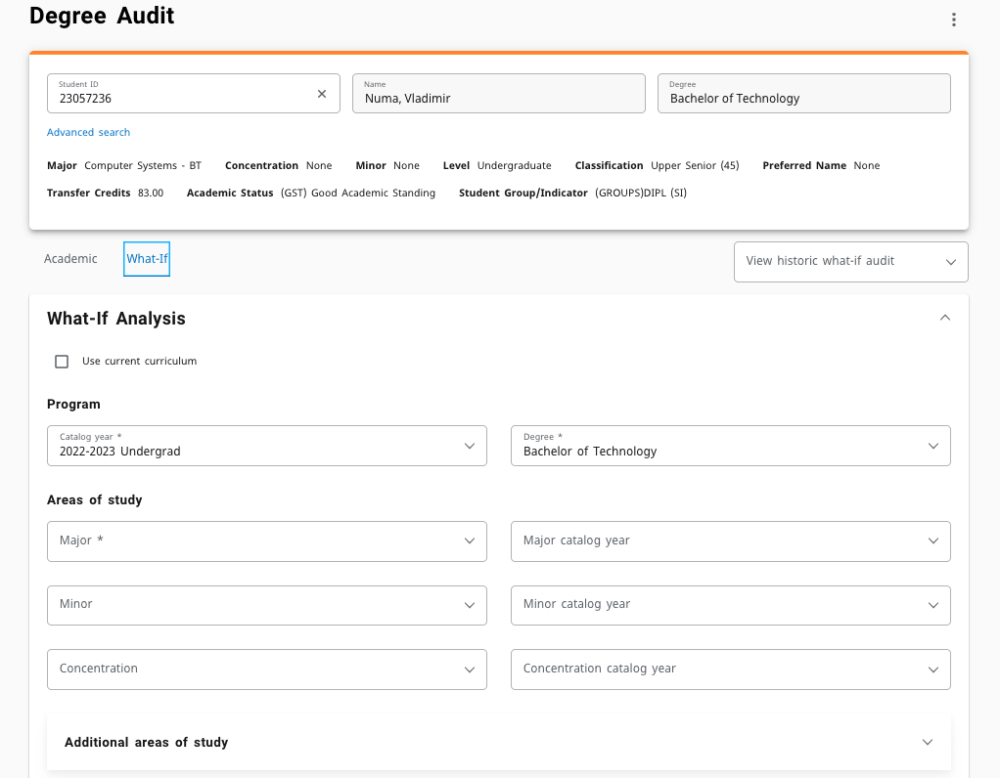 Degree Audit
Student ID
23057236
Name
Numa, Vladimir
Degree
Bachelor of Technology
Advanced search
Major Computer Systems - BT Concentration None Minor None Level Undergraduate Classification Upper Senior (45) Preferred Name None
Transfer Credits 83.00 Academic Status (GST) Good Academic Standing Student Group/Indicator (GROUPS)DIPL (SI)
Academic What-If View historic what-if audit
What-If Analysis
Use current curriculum
Program
Catalog year *
2022-2023 Undergrad
Degree *
Bachelor of Technology
Areas of study
Major * Major catalog year
Minor Minor catalog year
Concentration Concentration catalog year
Additional areas of study